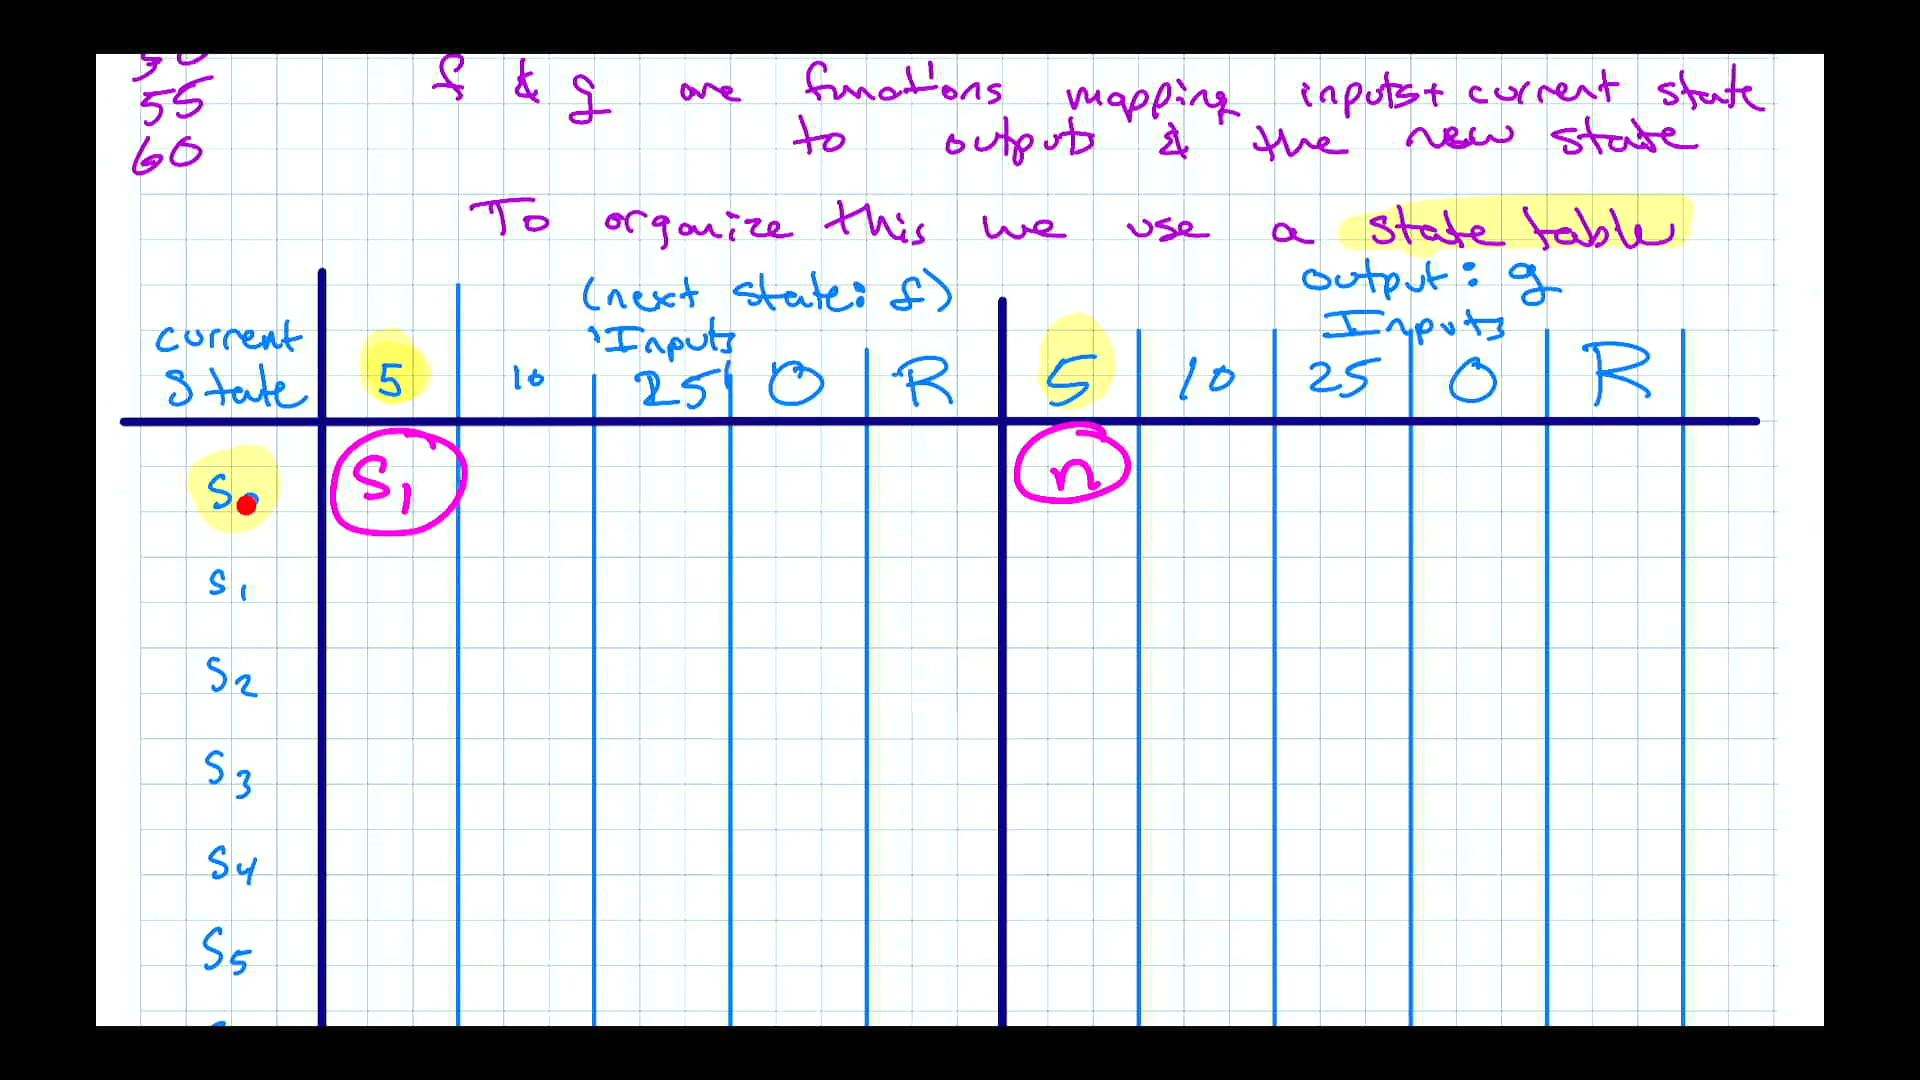 55
60
f & g are functions mapping inputs + current state
to outputs & the new state
To organize this we use a state table
(next state: f)
output: g
current
State
Inputs
Inputs
5 10 25 O R 5 10 25 O R
S0 S1 n
S1
S2
S3
S4
S5